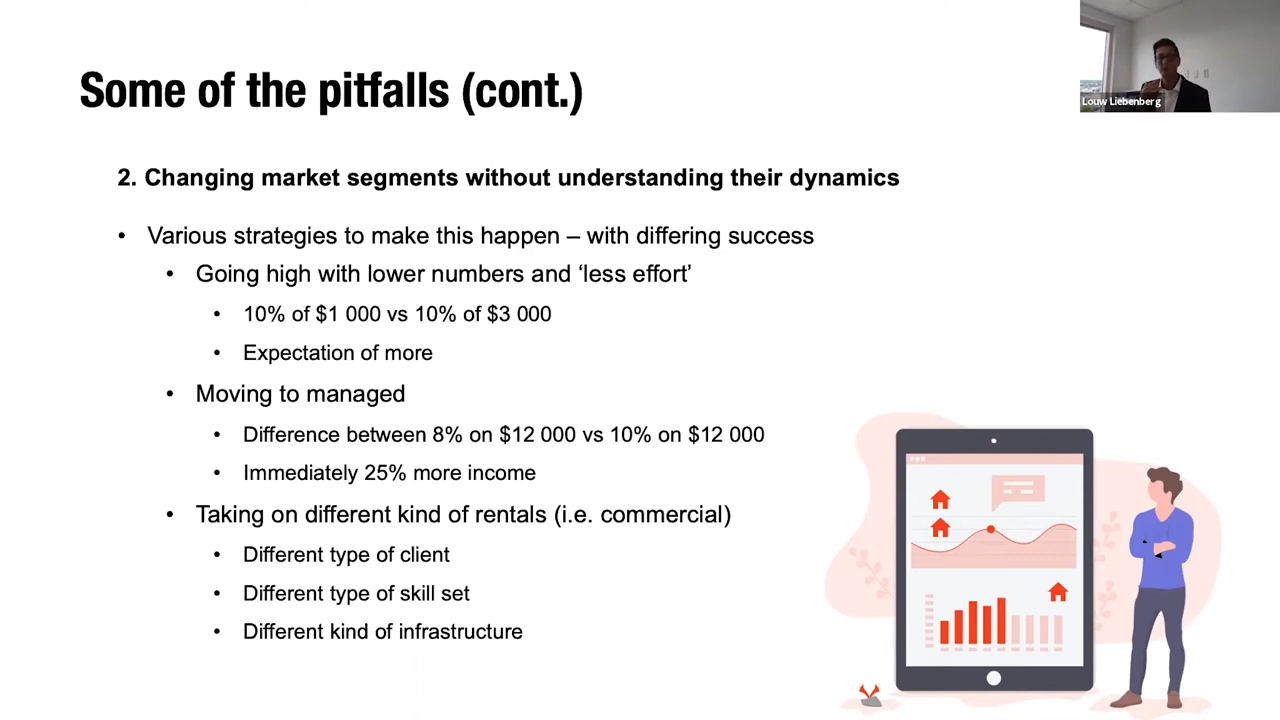 Some of the pitfalls (cont.)
Louw Liebenberg
2. Changing market segments without understanding their dynamics
• Various strategies to make this happen – with differing success
• Going high with lower numbers and ‘less effort’
• 10% of $1 000 vs 10% of $3 000
• Expectation of more
• Moving to managed
• Difference between 8% on $12 000 vs 10% on $12 000
• Immediately 25% more income
• Taking on different kind of rentals (i.e. commercial)
• Different type of client
• Different type of skill set
• Different kind of infrastructure